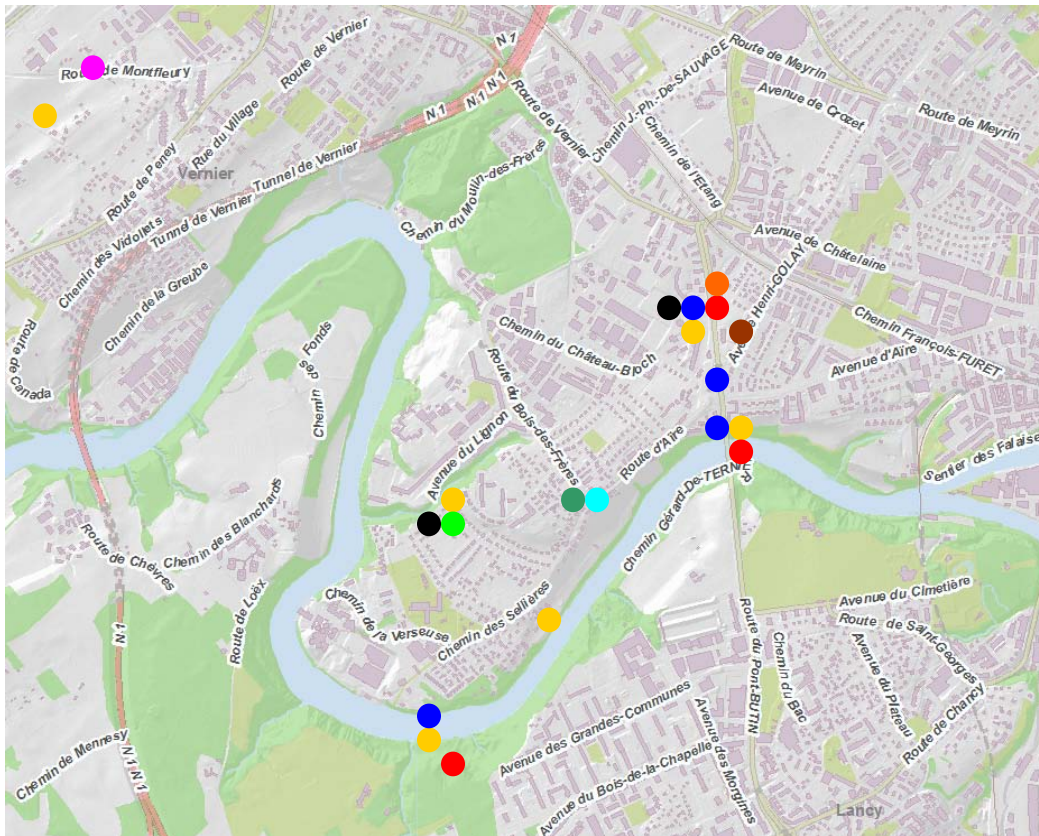 N 1
Route de Vernier
Route de Meyrin
Route de Montfleury
N 1
N 1
N 1
Chemin J.-Ph.-De-SAUVAGE
Avenue de Crozet
Route de Meyrin
Route de Vernier
Rue du Village
Route de Peney
Vernier
Tunnel de Vernier
Chemin du Moulin-des-Frères
Chemin de l'Etang
Tunnel de Vernier
Chemin des Vidollets
Chemin de la Greube
Avenue de Châtelaine
Avenue Henri-GOLAY
Route de Canada
Chemin des Fonds
Chemin du Château-Bloch
Chemin François-FURET
Avenue d'Aïre
Route du Bois-des-Frères
Avenue du Lignon
Route d'Aïre
Sentier des Falaises
Chemin des Blanchards
Chemin Gérard-De-TERNIER
Route de Chèvres
Route de Loëx
Chemin de la Verseuse
Chemin des Sellières
Avenue du Cimetière
N 1
Route de Saint-Georges
Route du Pont-BUTIN
Chemin du Bac
Avenue du Plateau
Route de Chancy
Avenue des Grandes-Communes
Avenue des Morgines
Chemin de Mennesy
N 1
N 1
Avenue du Bois-de-la-Chapelle
Lancy